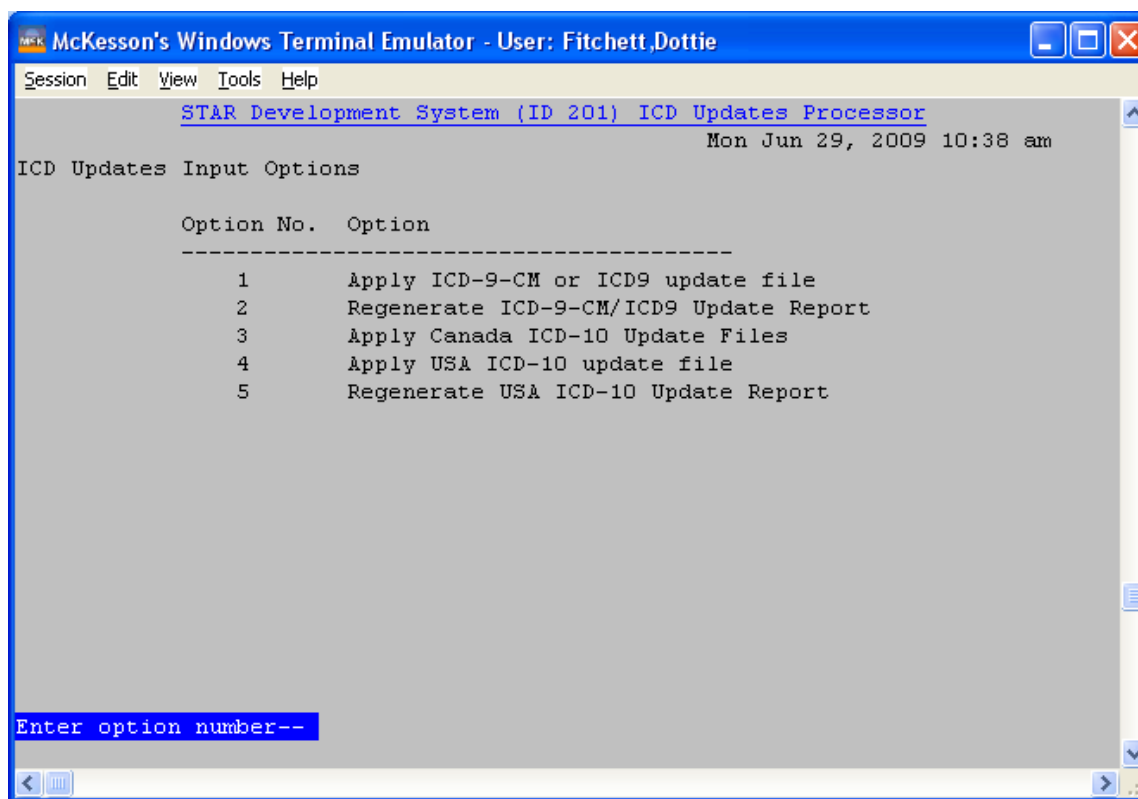 McK McKesson's Windows Terminal Emulator - User: Fitchett,Dottie
Session Edit View Tools Help
STAR Development System (ID 201) ICD Updates Processor
Mon Jun 29, 2009 10:38 am
ICD Updates Input Options
Option No. Option
----------------------------------------
1 Apply ICD-9-CM or ICD9 update file
2 Regenerate ICD-9-CM/ICD9 Update Report
3 Apply Canada ICD-10 Update Files
4 Apply USA ICD-10 update file
5 Regenerate USA ICD-10 Update Report
Enter option number--